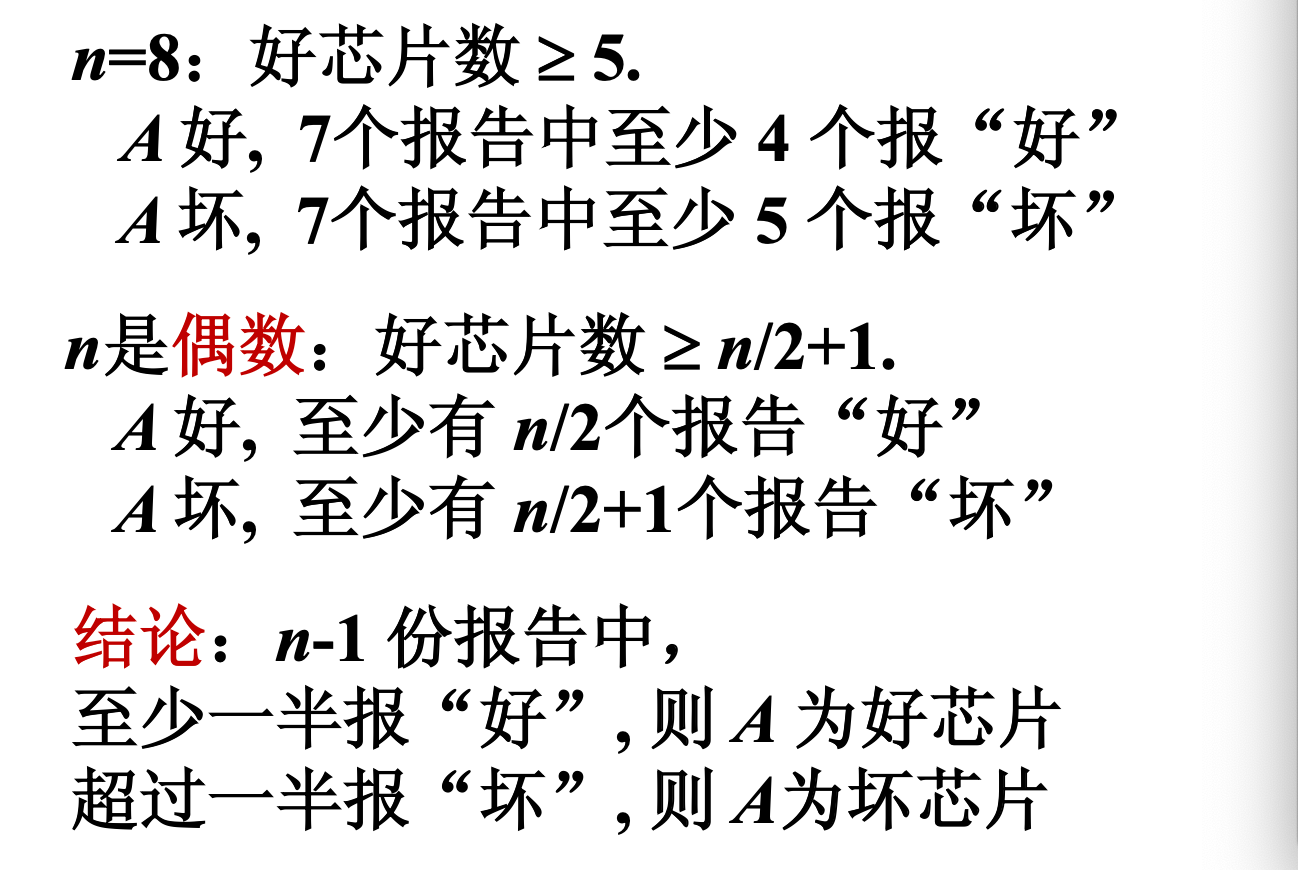 n=8：好芯片数 ≥ 5.
A 好, 7个报告中至少 4 个报“好”
A 坏, 7个报告中至少 5 个报“坏”
n是偶数：好芯片数 ≥ n/2+1.
A 好, 至少有 n/2个报告“好”
A 坏, 至少有 n/2+1个报告“坏”
结论：n-1 份报告中，
至少一半报“好”, 则 A 为好芯片
超过一半报“坏”, 则 A为坏芯片